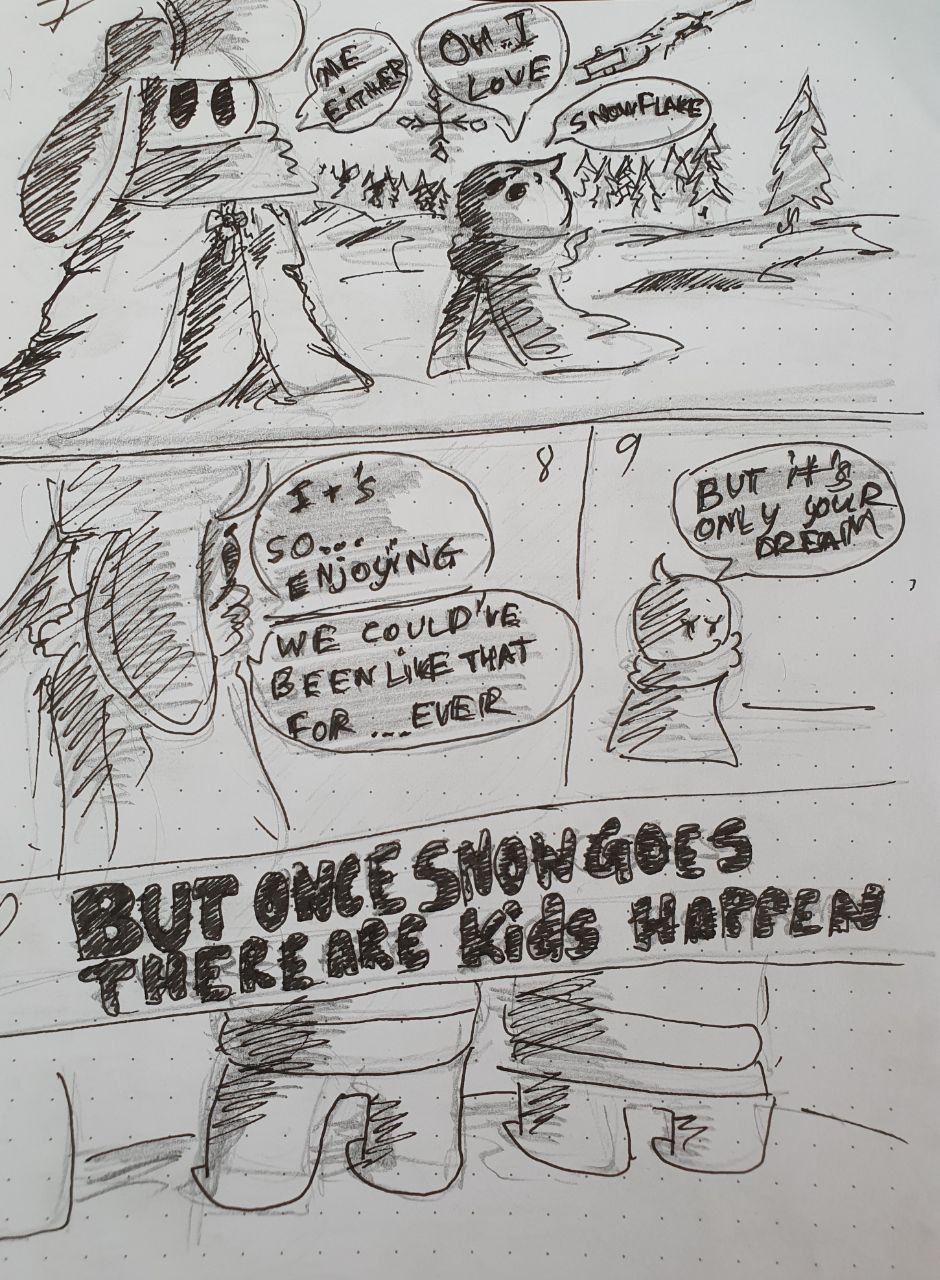 ME
EITHER
OH..I
LOVE
SNOWFLAKE
8
I+'S
SO....
ENJOYING
WE COULD'VE
BEEN LIKE THAT
FOR ...EVER
9
BUT it's
ONLY YOUR
DREAM
BUT ONCE SNOW GOES
THERE ARE Kids HAPPEN